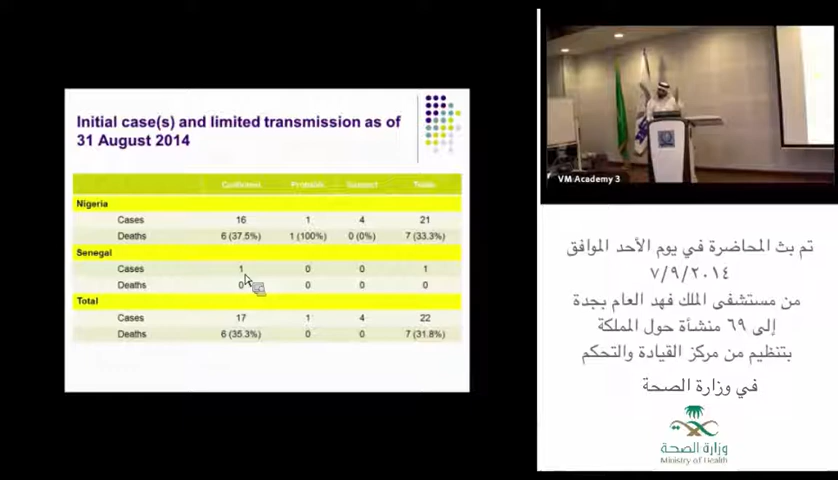 Initial case(s) and limited transmission as of
31 August 2014
Confirmed Probable Suspect Totals
Nigeria
Cases 16 1 4 21
Deaths 6 (37.5%) 1 (100%) 0 (0%) 7 (33.3%)
Senegal
Cases 1 0 0 1
Deaths 0 0 0 0
Total
Cases 17 1 4 22
Deaths 6 (35.3%) 0 0 7 (31.8%)
VM Academy 3
تم بث المحاضرة في يوم الأحد الموافق
٧/٩/٢٠١٤
من مستشفى الملك فهد العام بجدة
إلى ٦٩ منشأة حول المملكة
بتنظيم من مركز القيادة والتحكم
في وزارة الصحة
وزارة الصحة
Ministry of Health